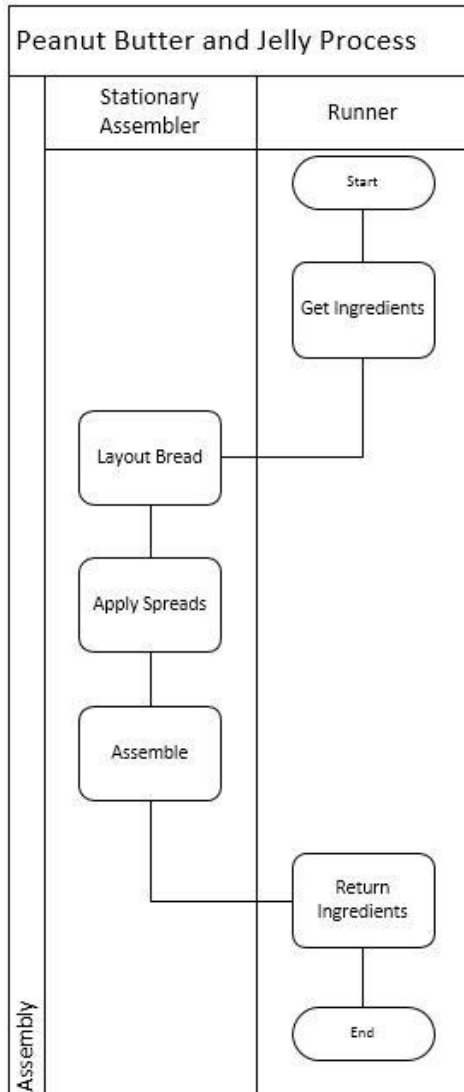 Peanut Butter and Jelly Process
Stationary
Assembler
Runner
Start
Get Ingredients
Layout Bread
Apply Spreads
Assemble
Return
Ingredients
End
Assembly